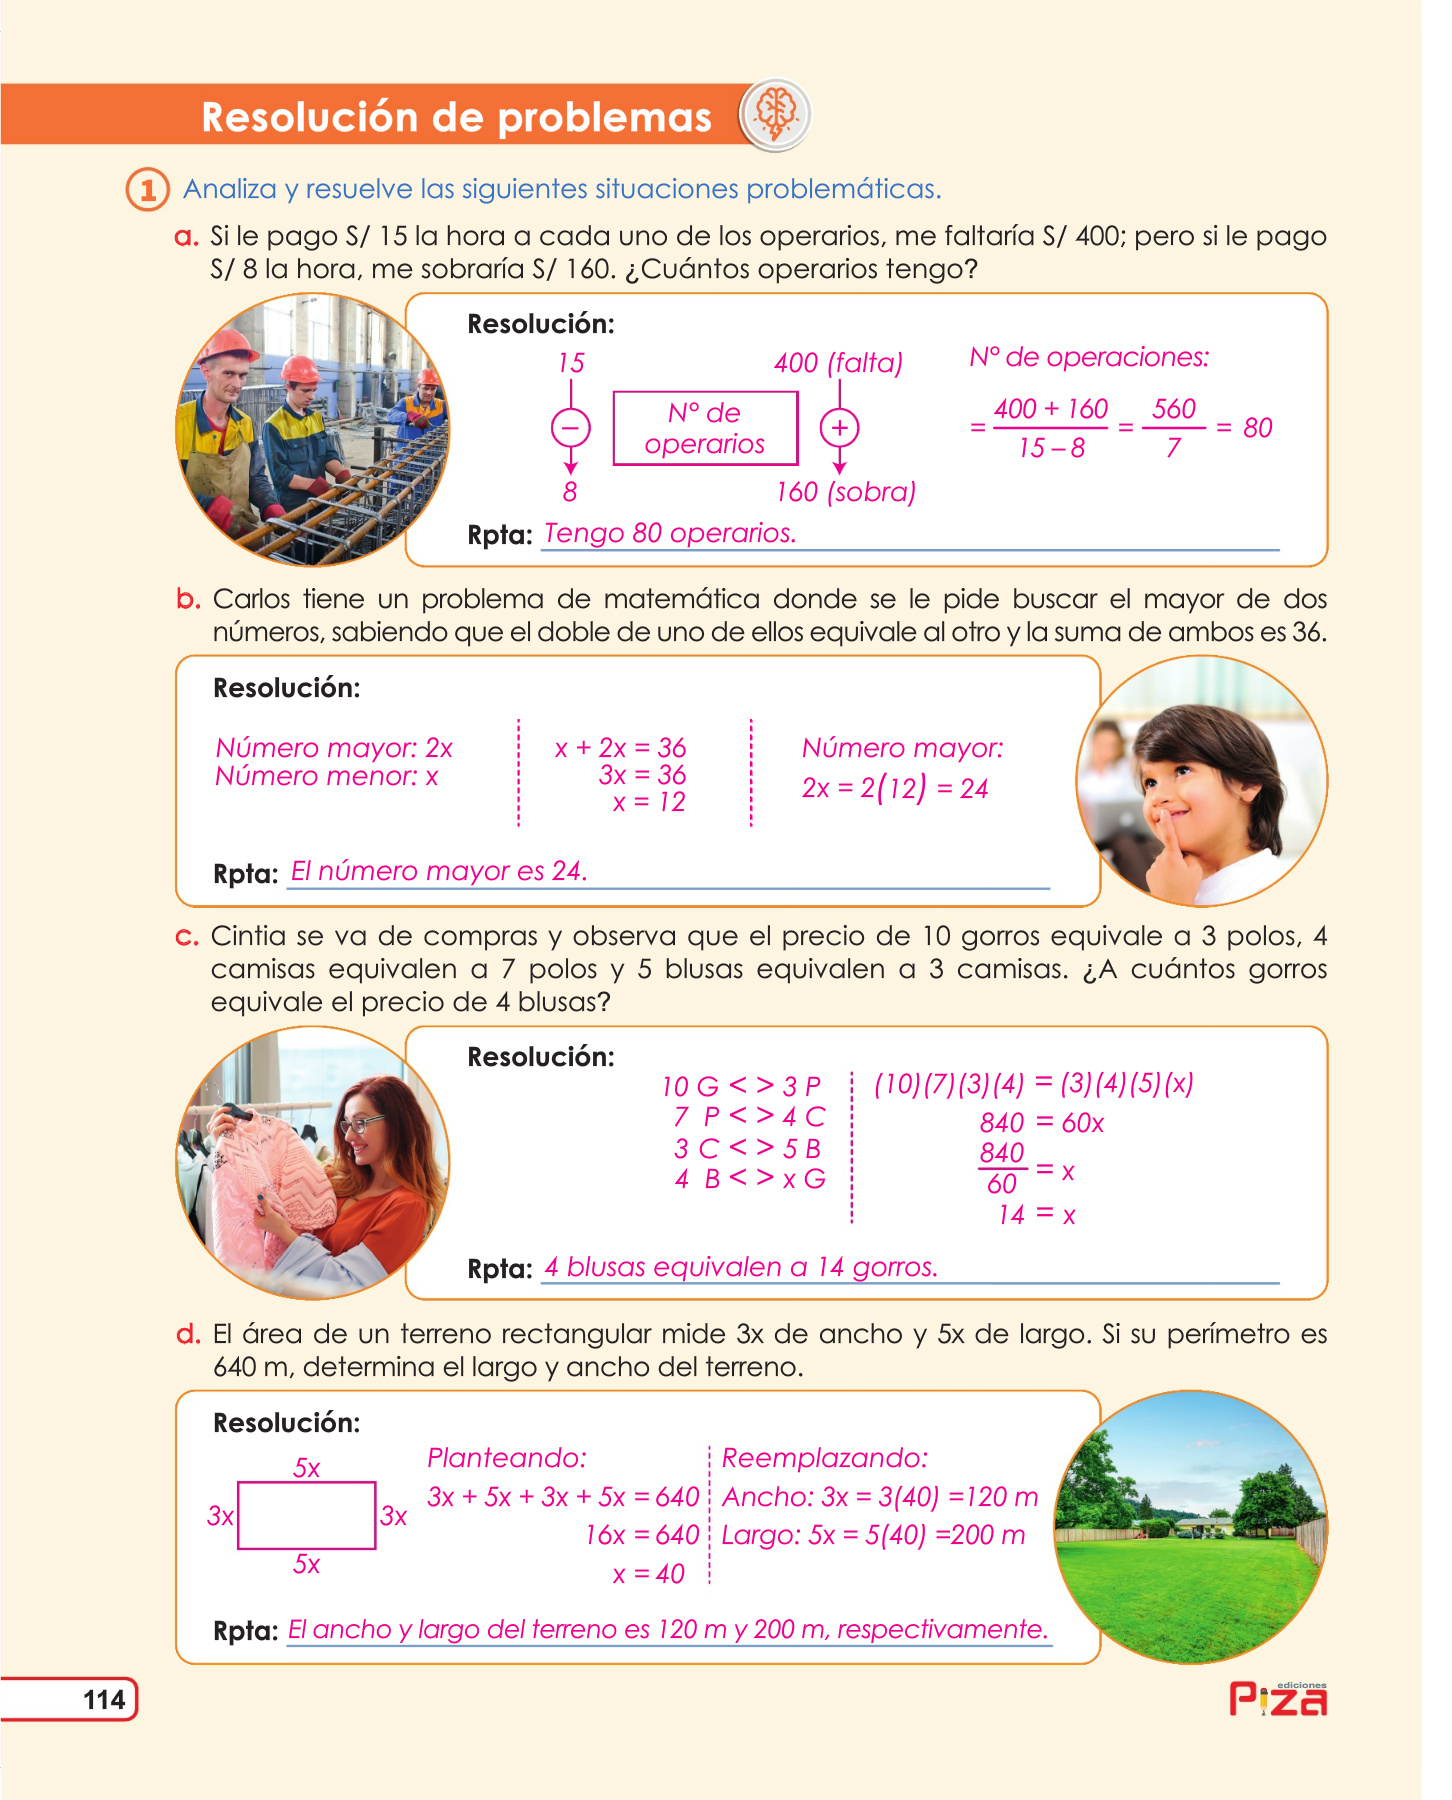 Resolución de problemas
1 Analiza y resuelve las siguientes situaciones problemáticas.
a. Si le pago S/ 15 la hora a cada uno de los operarios, me faltaría S/ 400; pero si le pago
S/ 8 la hora, me sobraría S/ 160. ¿Cuántos operarios tengo?
Resolución:
15 400 (falta) N° de operaciones:
– N° de operarios + = 400 + 160 / 15 – 8 = 560 / 7 = 80
8 160 (sobra)
Rpta: Tengo 80 operarios.
b. Carlos tiene un problema de matemática donde se le pide buscar el mayor de dos
números, sabiendo que el doble de uno de ellos equivale al otro y la suma de ambos es 36.
Resolución:
Número mayor: 2x
Número menor: x
x + 2x = 36
3x = 36
x = 12
Número mayor:
2x = 2(12) = 24
Rpta: El número mayor es 24.
c. Cintia se va de compras y observa que el precio de 10 gorros equivale a 3 polos, 4
camisas equivalen a 7 polos y 5 blusas equivalen a 3 camisas. ¿A cuántos gorros
equivale el precio de 4 blusas?
Resolución:
10 G < > 3 P
7 P < > 4 C
3 C < > 5 B
4 B < > x G
(10)(7)(3)(4) = (3)(4)(5)(x)
840 = 60x
840 / 60 = x
14 = x
Rpta: 4 blusas equivalen a 14 gorros.
d. El área de un terreno rectangular mide 3x de ancho y 5x de largo. Si su perímetro es
640 m, determina el largo y ancho del terreno.
Resolución:
5x
3x 3x
5x
Planteando:
3x + 5x + 3x + 5x = 640
16x = 640
x = 40
Reemplazando:
Ancho: 3x = 3(40) =120 m
Largo: 5x = 5(40) =200 m
Rpta: El ancho y largo del terreno es 120 m y 200 m, respectivamente.
114
ediciones
Piza